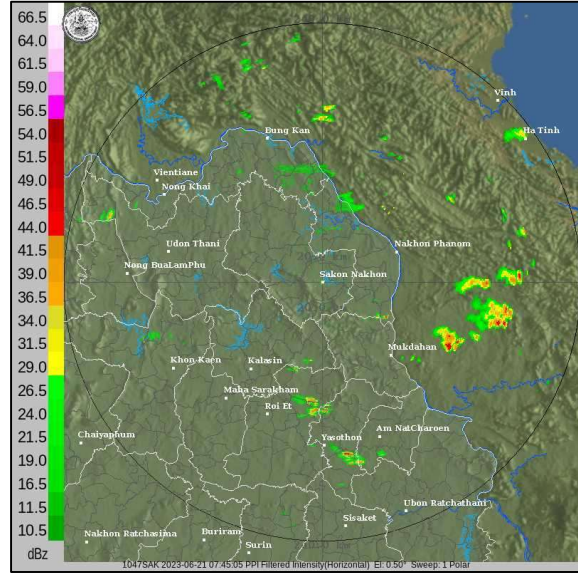 66.5
64.0
61.5
59.0
56.5
54.0
51.5
49.0
46.5
44.0
41.5
39.0
36.5
34.0
31.5
29.0
26.5
24.0
21.5
19.0
16.5
14.0
11.5
10.5
dBz
Vinh
Ha Tinh
Bung Kan
Vientiane
Nong Khai
Udon Thani
Nakhon Phanom
Nong BuaLamPhu
Sakon Nakhon
Mukdahan
Khon Kaen
Kalasin
Maha Sarakham
Roi Et
Chaiyaphum
Yasothon
Am NatCharoen
Ubon Ratchathani
Sisaket
Nakhon Ratchasima
Buriram
Surin
1047SAK 2023-06-21 07:45:05 PPI Filtered Intensity(Horizontal) El: 0.50° Sweep: 1 Polar